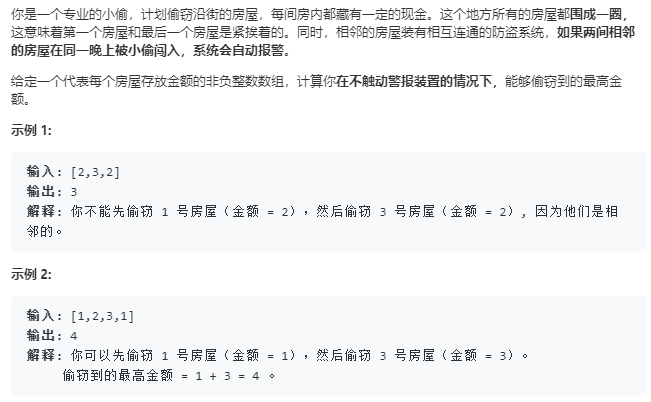 你是一个专业的小偷，计划偷窃沿街的房屋，每间房内都藏有一定的现金。这个地方所有的房屋都围成一圈，
这意味着第一个房屋和最后一个房屋是紧挨着的。同时，相邻的房屋装有相互连通的防盗系统，如果两间相邻
的房屋在同一晚上被小偷闯入，系统会自动报警。
给定一个代表每个房屋存放金额的非负整数数组，计算你在不触动警报装置的情况下，能够偷窃到的最高金
额。
示例 1:
输入: [2,3,2]
输出: 3
解释: 你不能先偷窃 1 号房屋（金额 = 2），然后偷窃 3 号房屋（金额 = 2）, 因为他们是相
邻的。
示例 2:
输入: [1,2,3,1]
输出: 4
解释: 你可以先偷窃 1 号房屋（金额 = 1），然后偷窃 3 号房屋（金额 = 3）。
偷窃到的最高金额 = 1 + 3 = 4 。